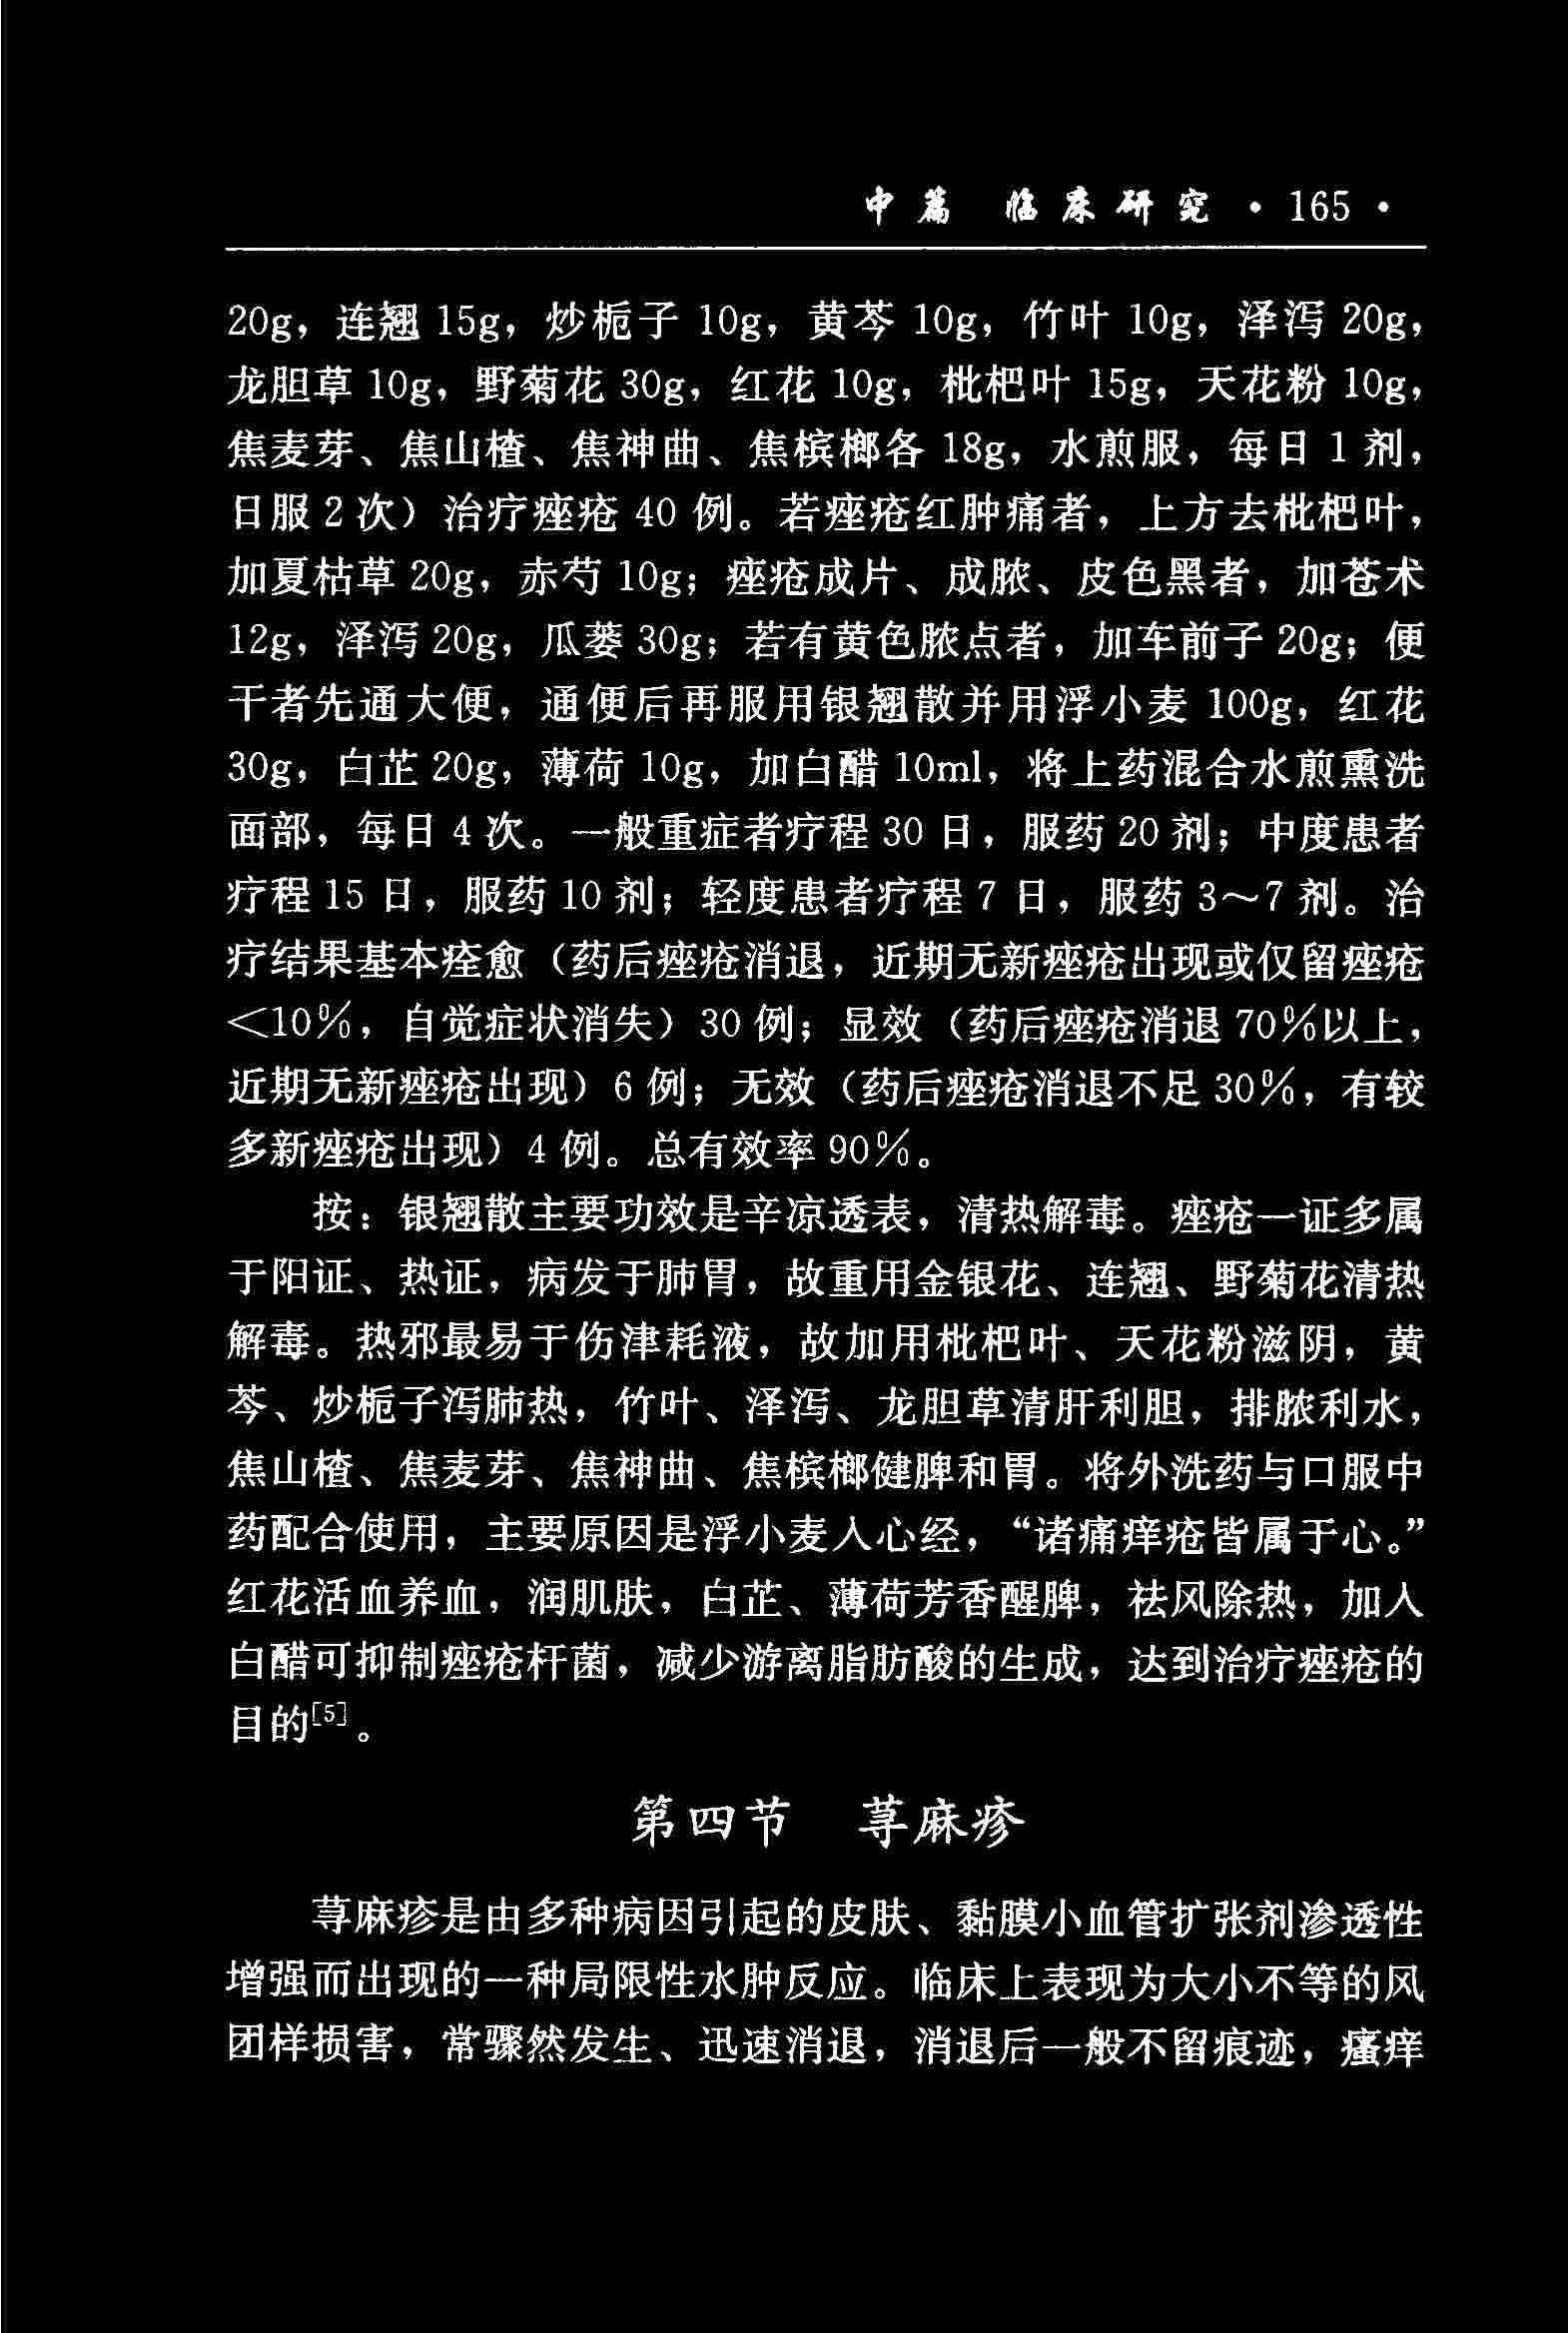 中篇 临床研究 · 165 ·
20g，连翘 15g，炒栀子 10g，黄芩 10g，竹叶 10g，泽泻 20g，
龙胆草 10g，野菊花 30g，红花 10g，枇杷叶 15g，天花粉 10g，
焦麦芽、焦山楂、焦神曲、焦槟榔各 18g，水煎服，每日 1 剂，
日服 2 次）治疗痤疮 40 例。若痤疮红肿痛者，上方去枇杷叶，
加夏枯草 20g，赤芍 10g；痤疮成片、成脓、皮色黑者，加苍术
12g，泽泻 20g，瓜蒌 30g；若有黄色脓点者，加车前子 20g；便
干者先通大便，通便后再服用银翘散并用浮小麦 100g，红花
30g，白芷 20g，薄荷 10g，加白醋 10ml，将上药混合水煎熏洗
面部，每日 4 次。一般重症者疗程 30 日，服药 20 剂；中度患者
疗程 15 日，服药 10 剂；轻度患者疗程 7 日，服药 3～7 剂。治
疗结果基本痊愈（药后痤疮消退，近期无新痤疮出现或仅留痤疮
＜10％，自觉症状消失）30 例；显效（药后痤疮消退 70％以上，
近期无新痤疮出现）6 例；无效（药后痤疮消退不足 30％，有较
多新痤疮出现）4 例。总有效率 90％。
按：银翘散主要功效是辛凉透表，清热解毒。痤疮一证多属
于阳证、热证，病发于肺胃，故重用金银花、连翘、野菊花清热
解毒。热邪最易于伤津耗液，故加用枇杷叶、天花粉滋阴，黄
芩、炒栀子泻肺热，竹叶、泽泻、龙胆草清肝利胆，排脓利水，
焦山楂、焦麦芽、焦神曲、焦槟榔健脾和胃。将外洗药与口服中
药配合使用，主要原因是浮小麦入心经，“诸痛痒疮皆属于心。”
红花活血养血，润肌肤，白芷、薄荷芳香醒脾，祛风除热，加入
白醋可抑制痤疮杆菌，减少游离脂肪酸的生成，达到治疗痤疮的
目的[5]。
第四节 荨麻疹
荨麻疹是由多种病因引起的皮肤、黏膜小血管扩张剂渗透性
增强而出现的一种局限性水肿反应。临床上表现为大小不等的风
团样损害，常骤然发生、迅速消退，消退后一般不留痕迹，瘙痒